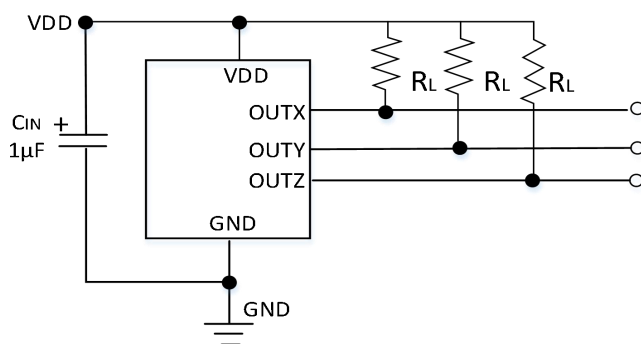 VDD
VDD
RL
RL
RL
OUTX
CIN +
1µF
OUTY
OUTZ
GND
GND